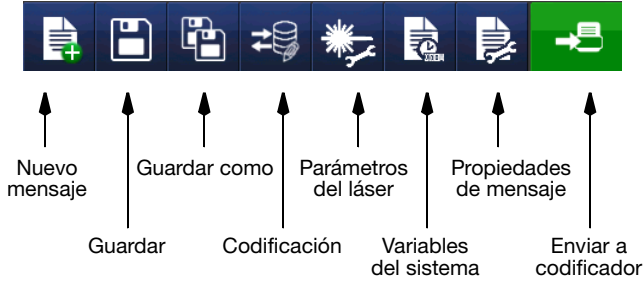 Nuevo
mensaje
Guardar como
Parámetros
del láser
Propiedades
de mensaje
Guardar
Codificación
Variables
del sistema
Enviar a
codificador